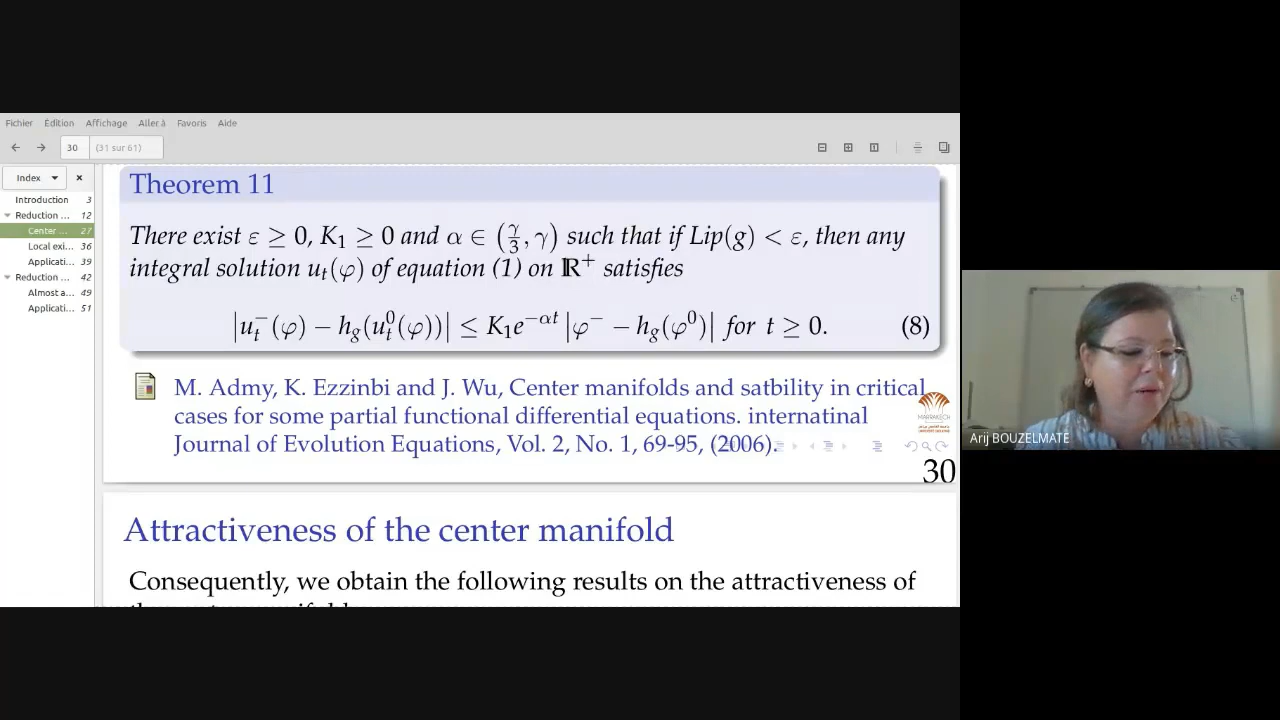 Fichier Édition Affichage Aller à Favoris Aide
30 (31 sur 61)
Index
Introduction 3
Reduction ... 12
Center ... 27
Local exi... 36
Applicati... 39
Reduction ... 42
Almost a... 49
Applicati... 51
Theorem 11
There exist ε ≥ 0, K₁ ≥ 0 and α ∈ (γ/3, γ) such that if Lip(g) < ε, then any
integral solution uₜ(φ) of equation (1) on ℝ⁺ satisfies
|uₜ⁻(φ) − h_g(uₜ⁰(φ))| ≤ K₁e^{−αt} |φ⁻ − h_g(φ⁰)| for t ≥ 0. (8)
M. Admy, K. Ezzinbi and J. Wu, Center manifolds and satbility in critical
cases for some partial functional differential equations. internatinal
Journal of Evolution Equations, Vol. 2, No. 1, 69-95, (2006).
MARRAKECH
30
Attractiveness of the center manifold
Consequently, we obtain the following results on the attractiveness of
Arij BOUZELMATE